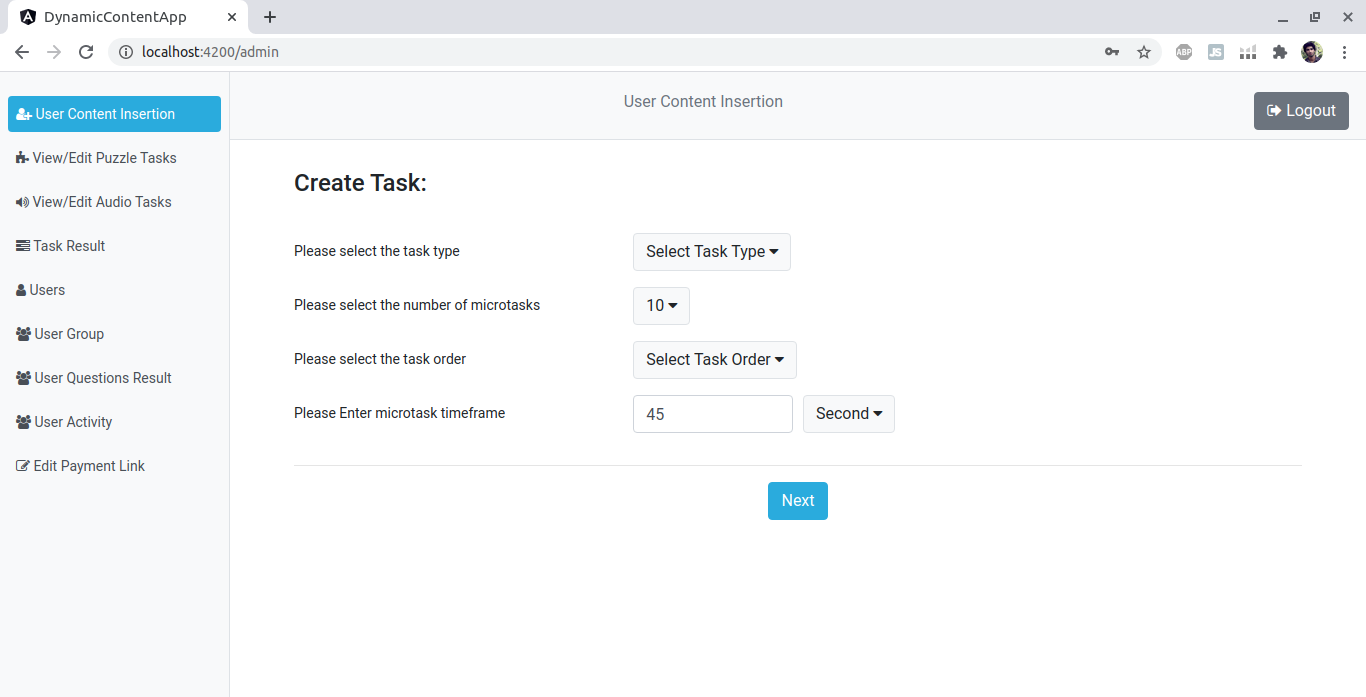 DynamicContentApp
localhost:4200/admin
ABP
JS
User Content Insertion
View/Edit Puzzle Tasks
View/Edit Audio Tasks
Task Result
Users
User Group
User Questions Result
User Activity
Edit Payment Link
User Content Insertion
Logout
Create Task:
Please select the task type Select Task Type
Please select the number of microtasks 10
Please select the task order Select Task Order
Please Enter microtask timeframe 45 Second
Next